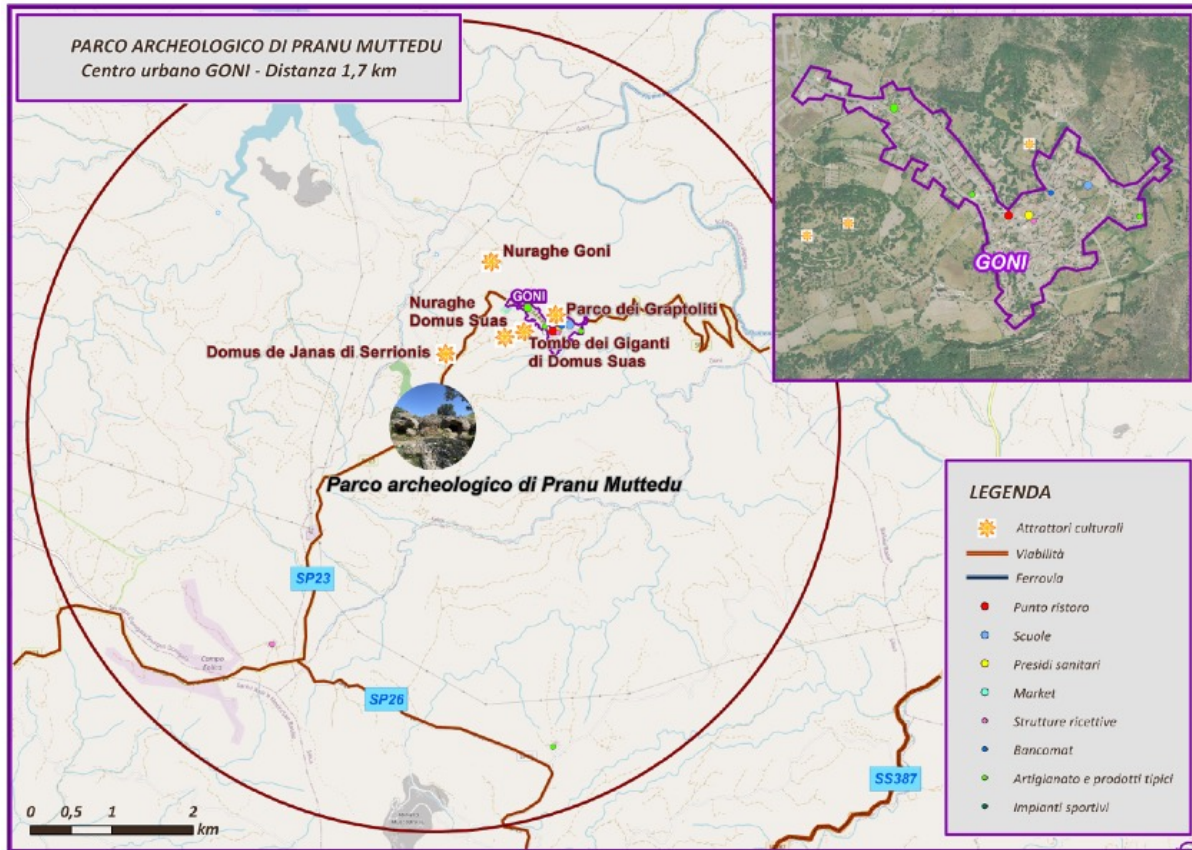 PARCO ARCHEOLOGICO DI PRANU MUTTEDU
Centro urbano GONI - Distanza 1,7 km
GONI
Nuraghe Goni
GONI
Nuraghe
Domus Suas
Parco dei Graptoliti
Domus de Janas di Serrionis
Tombe dei Giganti
di Domus Suas
Parco archeologico di Pranu Muttedu
SP23
SP26
SS387
LEGENDA
Attrattori culturali
Viabilità
Ferrovia
Punto ristoro
Scuole
Presidi sanitari
Market
Strutture ricettive
Bancomat
Artigianato e prodotti tipici
Impianti sportivi
0 0,5 1 2
km